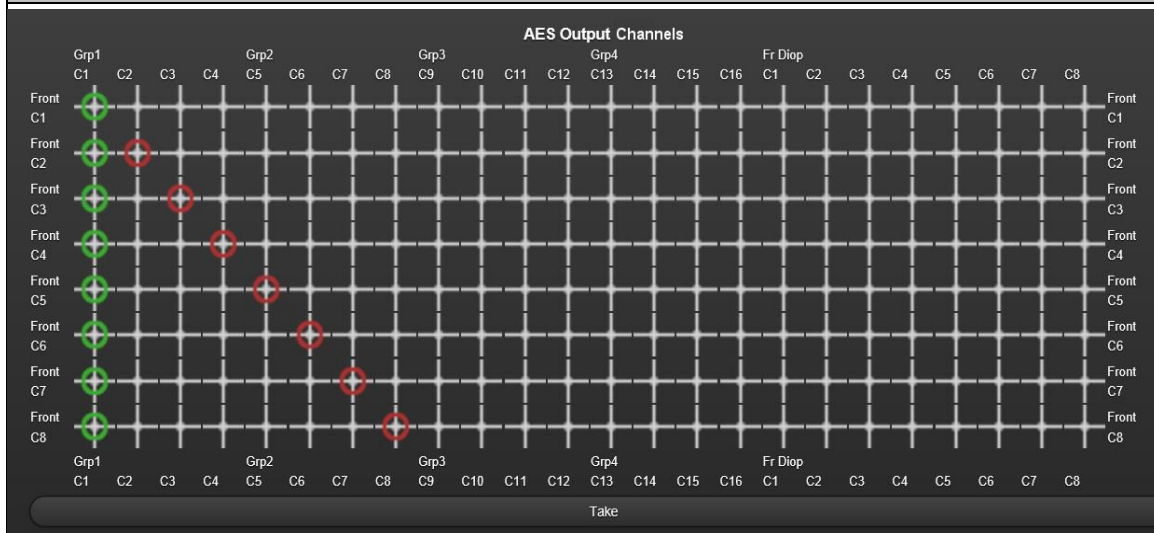 AES Output Channels
Grp1 Grp2 Grp3 Grp4 Fr Diop
C1 C2 C3 C4 C5 C6 C7 C8 C9 C10 C11 C12 C13 C14 C15 C16 C1 C2 C3 C4 C5 C6 C7 C8
Front Front
C1 C1
Front Front
C2 C2
Front Front
C3 C3
Front Front
C4 C4
Front Front
C5 C5
Front Front
C6 C6
Front Front
C7 C7
Front Front
C8 C8
Grp1 Grp2 Grp3 Grp4 Fr Diop
C1 C2 C3 C4 C5 C6 C7 C8 C9 C10 C11 C12 C13 C14 C15 C16 C1 C2 C3 C4 C5 C6 C7 C8
Take